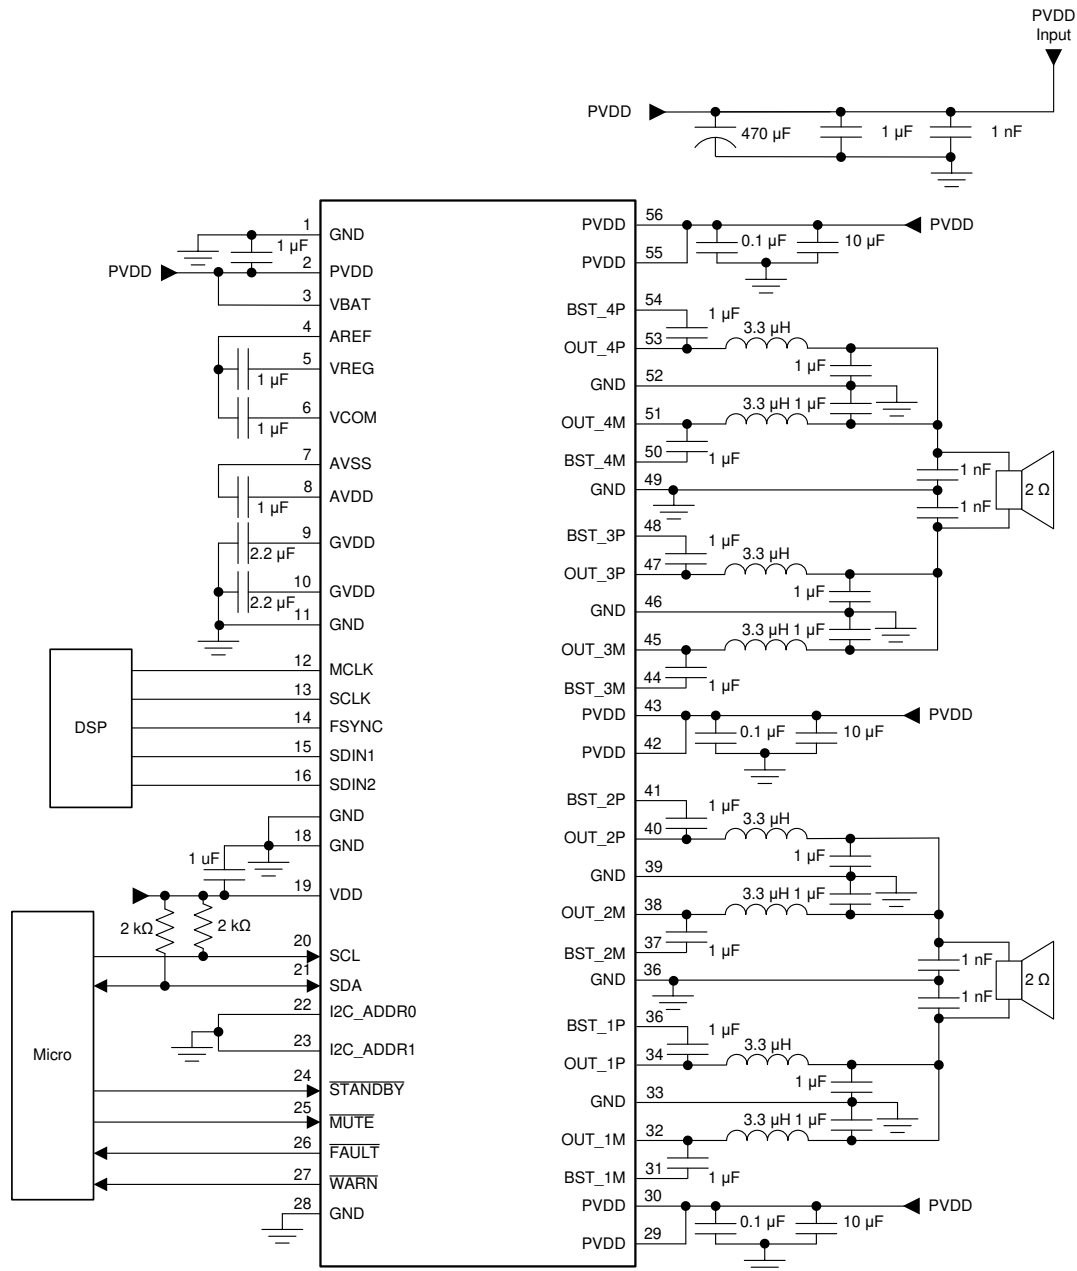 PVDD
Input
PVDD
470 µF
1 µF
1 nF
1
GND
1 µF
PVDD
2
PVDD
3
VBAT
4
AREF
5
VREG
1 µF
6
VCOM
1 µF
7
AVSS
8
AVDD
1 µF
9
GVDD
2.2 µF
10
GVDD
2.2 µF
11
GND
12
MCLK
13
SCLK
DSP
14
FSYNC
15
SDIN1
16
SDIN2
GND
18
GND
1 uF
19
VDD
2 kΩ
2 kΩ
20
SCL
21
SDA
22
I2C_ADDR0
Micro
23
I2C_ADDR1
24
STANDBY
25
MUTE
26
FAULT
27
WARN
28
GND
PVDD
56
PVDD
0.1 µF
10 µF
PVDD
55
BST_4P
54
1 µF
3.3 µH
OUT_4P
53
1 µF
GND
52
3.3 µH
1 µF
OUT_4M
51
BST_4M
50
1 µF
GND
49
1 nF
2 Ω
1 nF
BST_3P
48
1 µF
3.3 µH
OUT_3P
47
1 µF
GND
46
3.3 µH
1 µF
OUT_3M
45
BST_3M
44
1 µF
PVDD
43
PVDD
0.1 µF
10 µF
PVDD
42
BST_2P
41
1 µF
3.3 µH
OUT_2P
40
1 µF
GND
39
3.3 µH
1 µF
OUT_2M
38
BST_2M
37
1 µF
GND
36
1 nF
2 Ω
1 nF
BST_1P
36
1 µF
3.3 µH
OUT_1P
34
1 µF
GND
33
3.3 µH
1 µF
OUT_1M
32
BST_1M
31
1 µF
PVDD
30
PVDD
0.1 µF
10 µF
PVDD
29